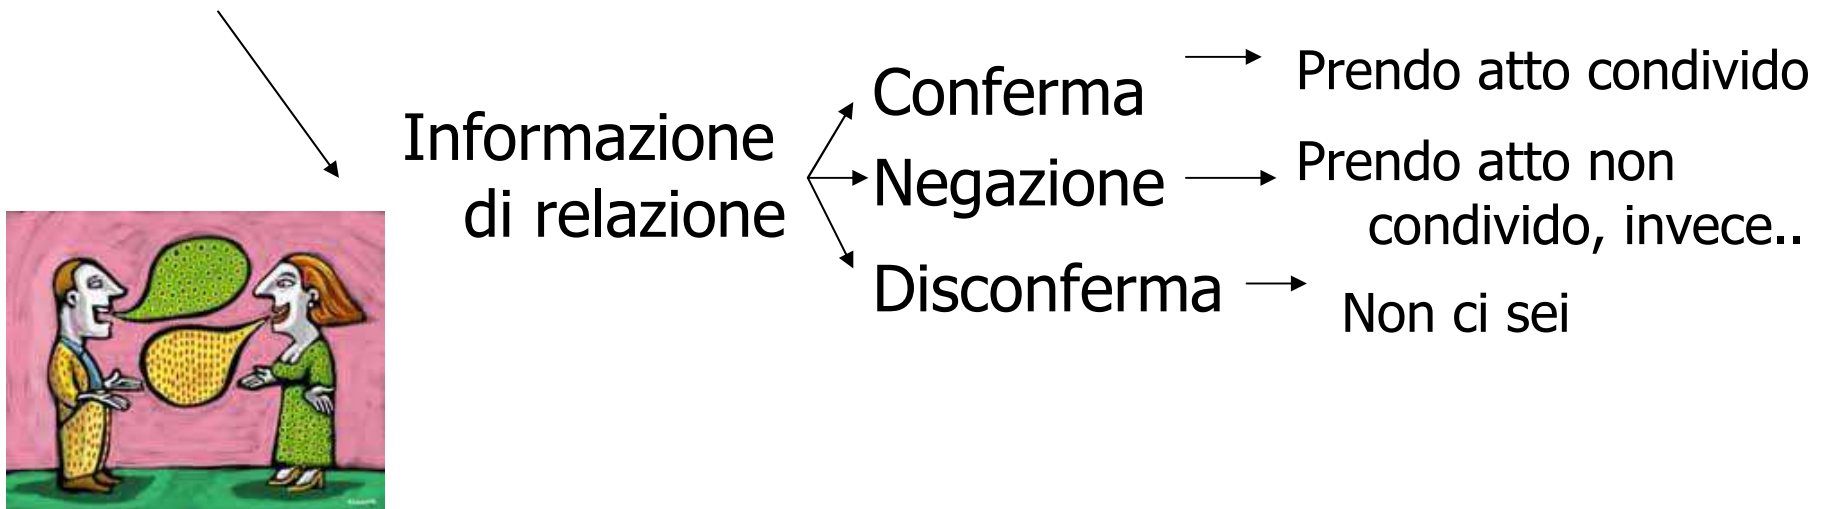 Informazione
di relazione
Conferma
Negazione
Disconferma
Prendo atto condivido
Prendo atto non
condivido, invece..
Non ci sei